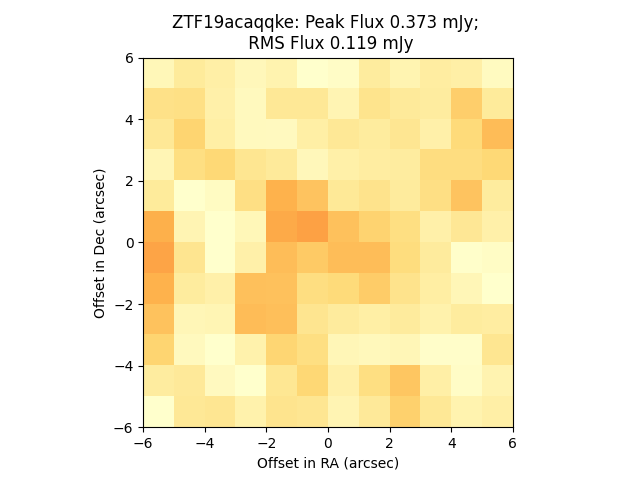 ZTF19acaqqke: Peak Flux 0.373 mJy;
RMS Flux 0.119 mJy
6
4
2
0
−2
−4
−6
Offset in Dec (arcsec)
−6 −4 −2 0 2 4 6
Offset in RA (arcsec)